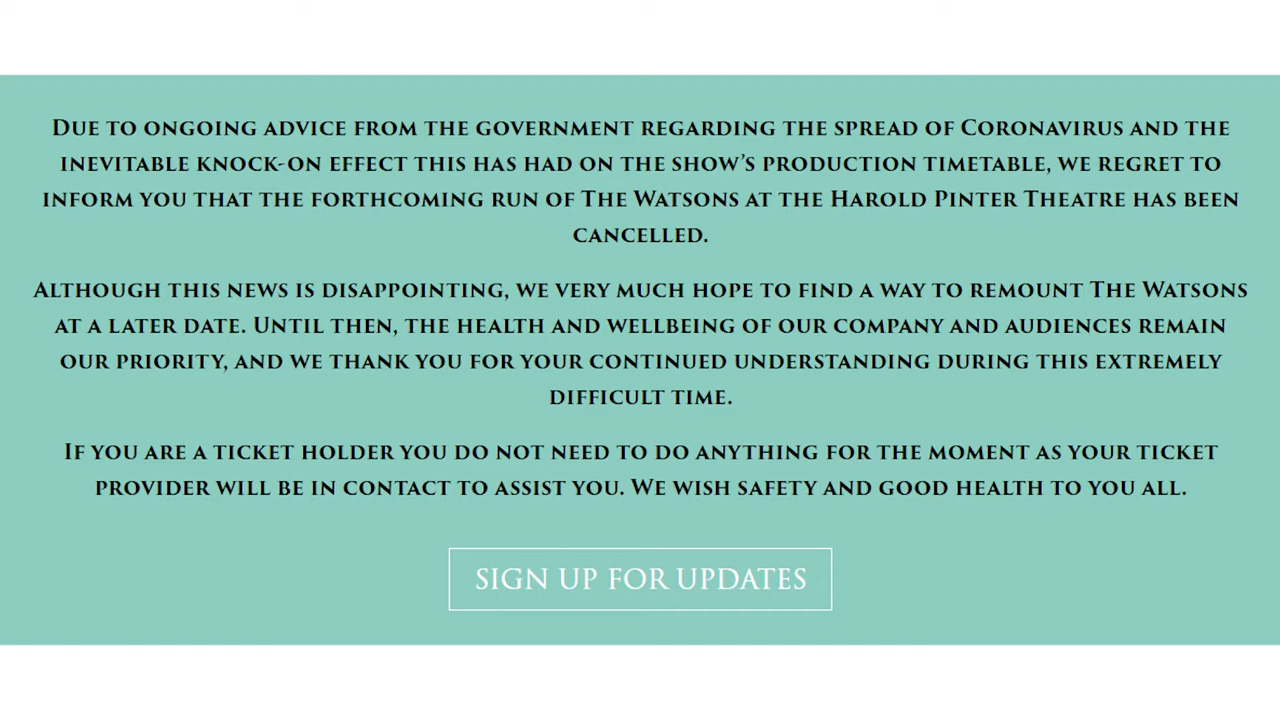 Due to ongoing advice from the government regarding the spread of Coronavirus and the
inevitable knock-on effect this has had on the show’s production timetable, we regret to
inform you that the forthcoming run of The Watsons at the Harold Pinter Theatre has been
cancelled.
Although this news is disappointing, we very much hope to find a way to remount The Watsons
at a later date. Until then, the health and wellbeing of our company and audiences remain
our priority, and we thank you for your continued understanding during this extremely
difficult time.
If you are a ticket holder you do not need to do anything for the moment as your ticket
provider will be in contact to assist you. We wish safety and good health to you all.
SIGN UP FOR UPDATES